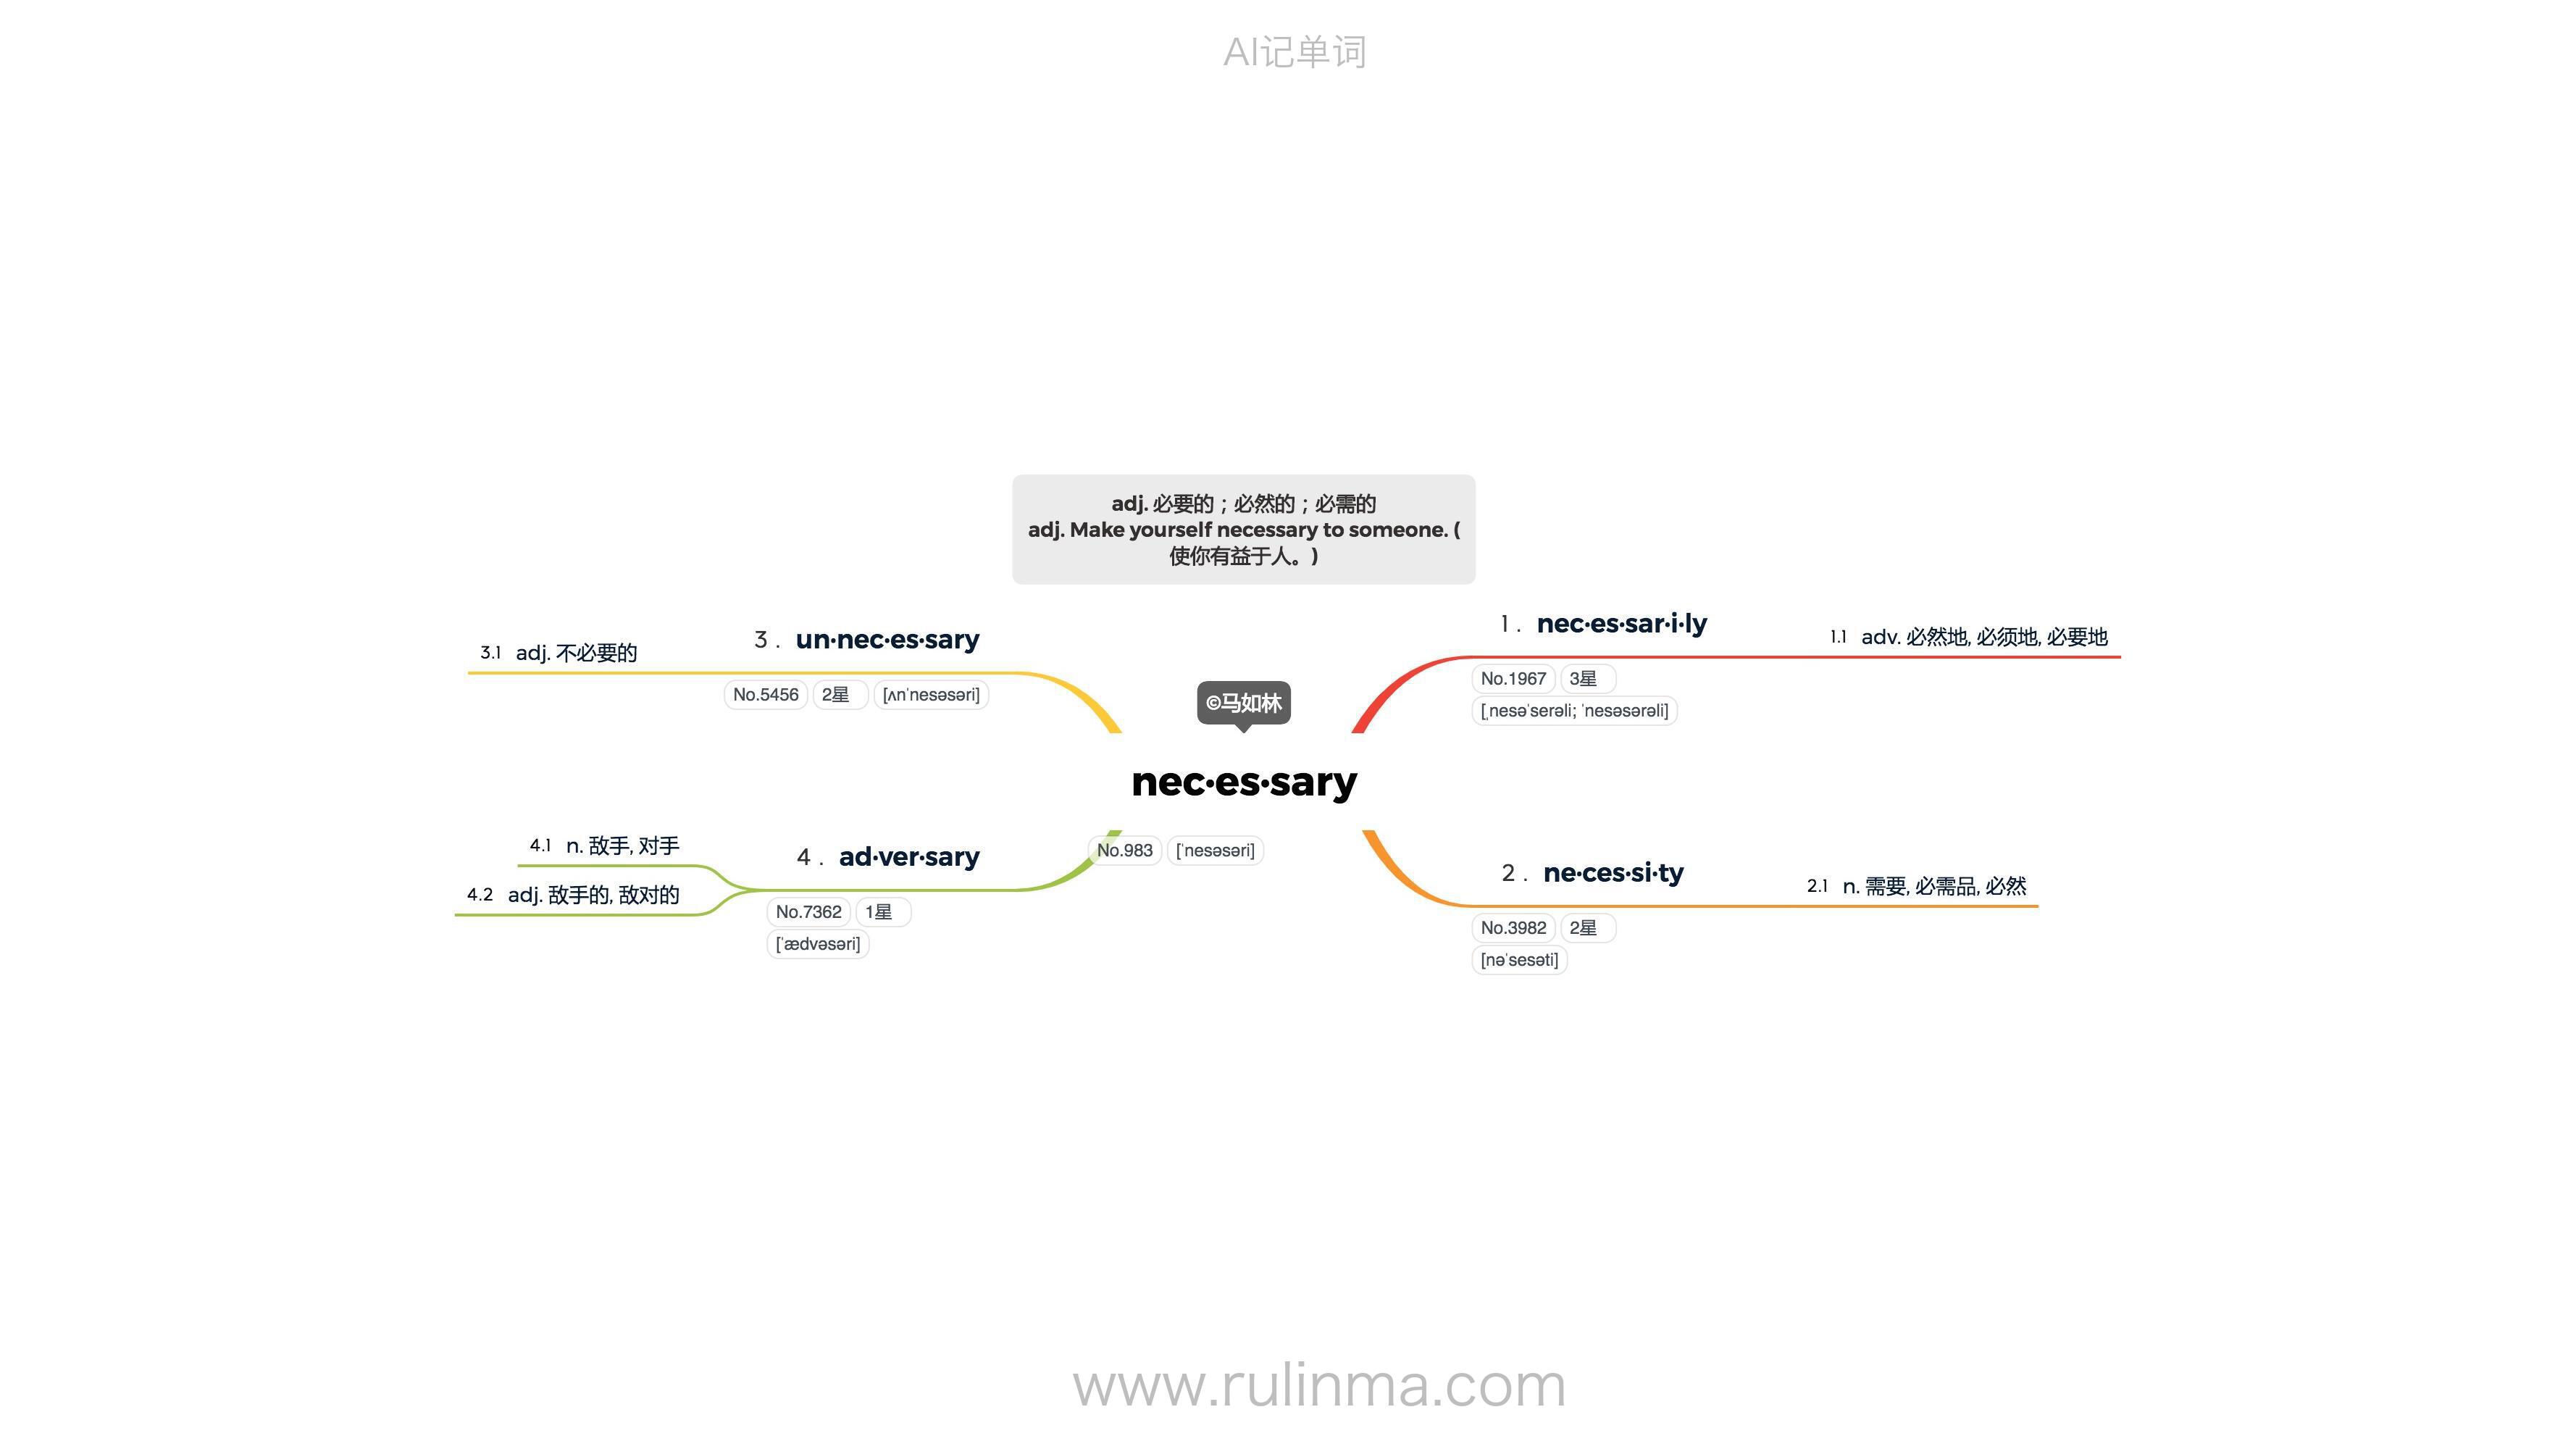 AI记单词
adj. 必要的；必然的；必需的
adj. Make yourself necessary to someone. (
使你有益于人。)
©马如林
nec·es·sary
No.983 [ˈnesəsəri]
1. nec·es·sar·i·ly
No.1967 3星
[ˌnesəˈserəli; ˈnesəsərəli]
1.1 adv. 必然地, 必须地, 必要地
2. ne·ces·si·ty
No.3982 2星
[nəˈsesəti]
2.1 n. 需要, 必需品, 必然
3. un·nec·es·sary
No.5456 2星 [ʌnˈnesəsəri]
3.1 adj. 不必要的
4. ad·ver·sary
No.7362 1星
[ˈædvəsəri]
4.1 n. 敌手, 对手
4.2 adj. 敌手的, 敌对的
www.rulinma.com